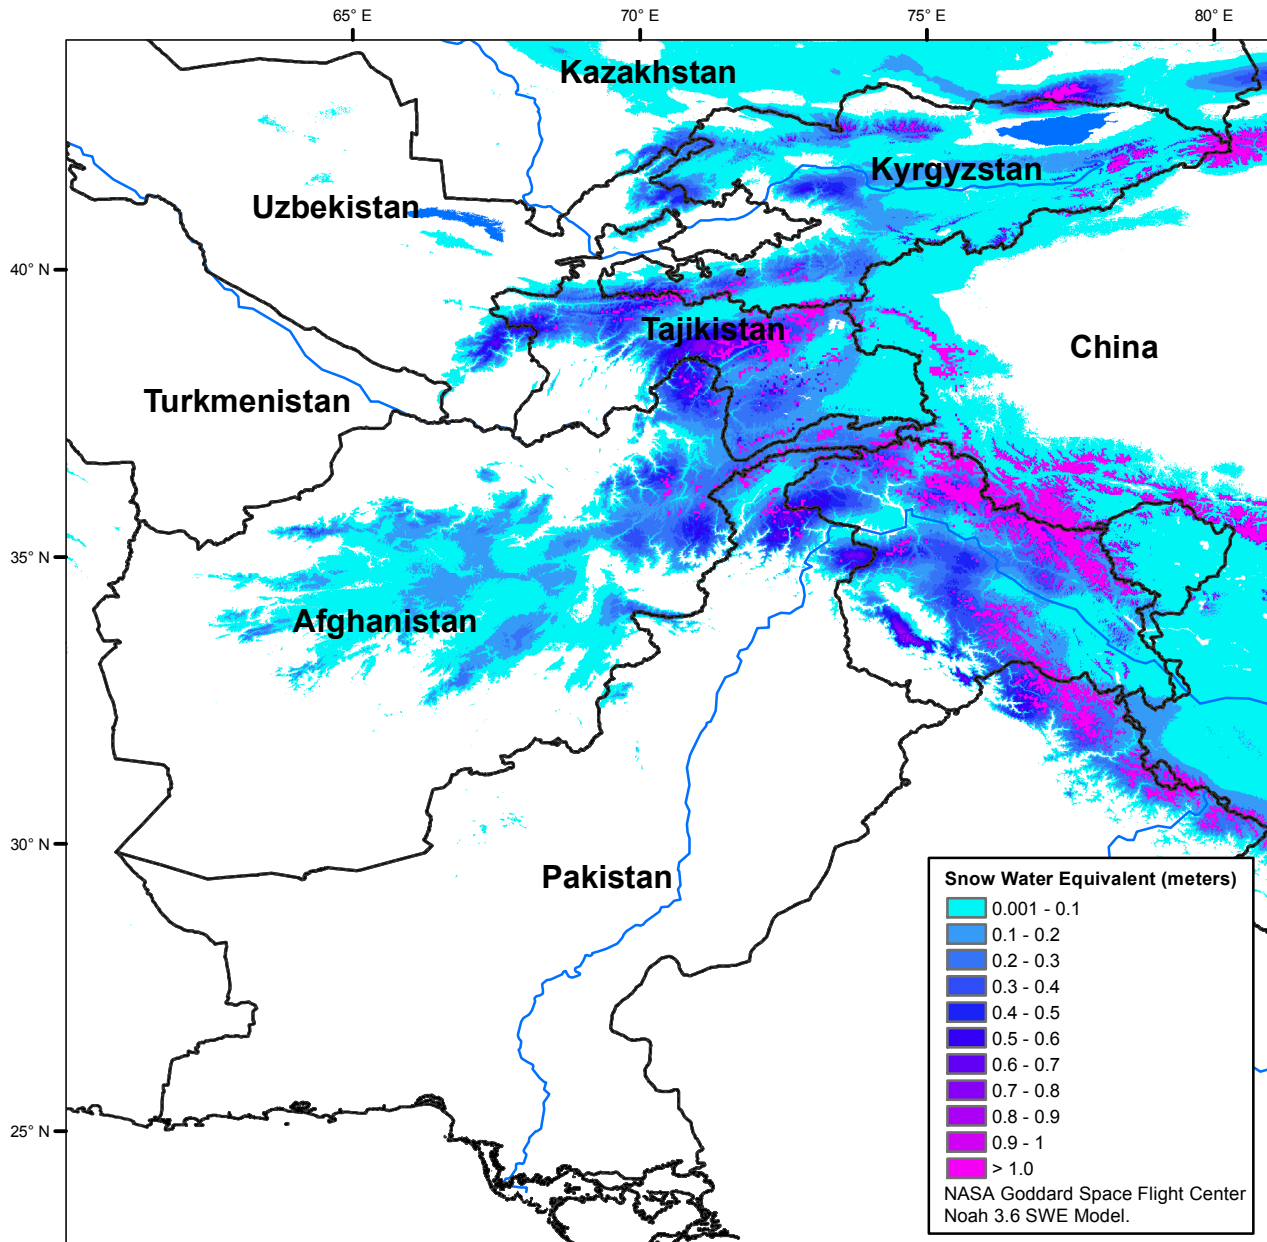 65° E
70° E
75° E
80° E
Kazakhstan
Kyrgyzstan
Uzbekistan
40° N
Tajikistan
China
Turkmenistan
35° N
Afghanistan
30° N
Pakistan
Snow Water Equivalent (meters)
0.001 - 0.1
0.1 - 0.2
0.2 - 0.3
0.3 - 0.4
0.4 - 0.5
0.5 - 0.6
0.6 - 0.7
0.7 - 0.8
0.8 - 0.9
0.9 - 1
> 1.0
25° N
NASA Goddard Space Flight Center
Noah 3.6 SWE Model.